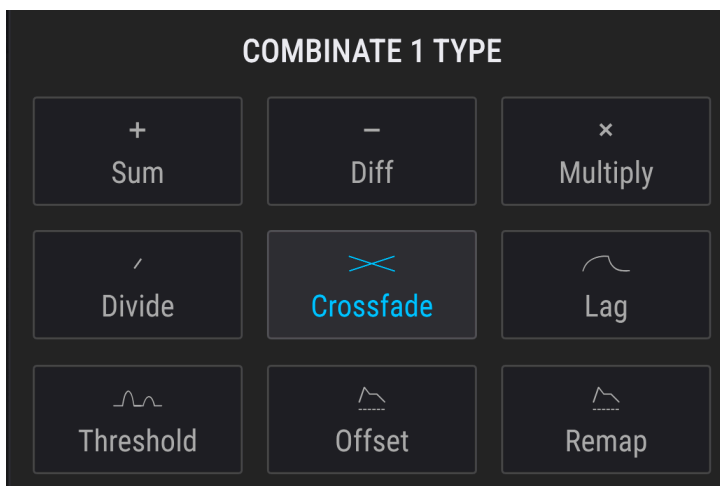 COMBINATE 1 TYPE
+ − ×
Sum Diff Multiply
Divide Crossfade Lag
Threshold Offset Remap